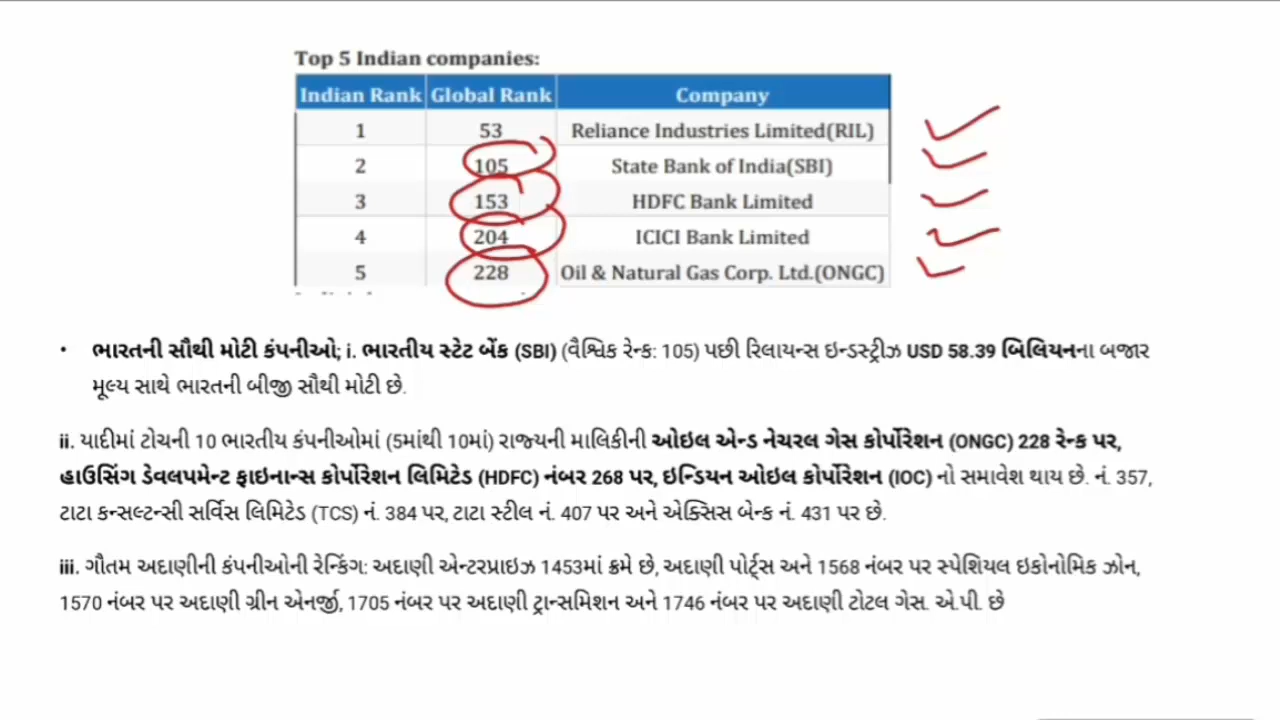 Top 5 Indian companies:
Indian Rank Global Rank Company
1 53 Reliance Industries Limited(RIL)
2 105 State Bank of India(SBI)
3 153 HDFC Bank Limited
4 204 ICICI Bank Limited
5 228 Oil & Natural Gas Corp. Ltd.(ONGC)
• ભારતની સૌથી મોટી કંપનીઓ; i. ભારતીય સ્ટેટ બેંક (SBI) (વૈશ્વિક રેન્ક: 105) પછી રિલાયન્સ ઇન્ડસ્ટ્રીઝ USD 58.39 બિલિયનના બજાર
મૂલ્ય સાથે ભારતની બીજી સૌથી મોટી છે.
ii. યાદીમાં ટોચની 10 ભારતીય કંપનીઓમાં (5માંથી 10માં) રાજ્યની માલિકીની ઓઇલ એન્ડ નેચરલ ગેસ કોર્પોરેશન (ONGC) 228 રેન્ક પર,
હાઉસિંગ ડેવલપમેન્ટ ફાઇનાન્સ કોર્પોરેશન લિમિટેડ (HDFC) નંબર 268 પર, ઇન્ડિયન ઓઇલ કોર્પોરેશન (IOC) નો સમાવેશ થાય છે. નં. 357,
ટાટા કન્સલ્ટન્સી સર્વિસ લિમિટેડ (TCS) નં. 384 પર, ટાટા સ્ટીલ નં. 407 પર અને એક્સિસ બેન્ક નં. 431 પર છે.
iii. ગૌતમ અદાણીની કંપનીઓની રેન્કિંગ: અદાણી એન્ટરપ્રાઇઝ 1453માં ક્રમે છે, અદાણી પોર્ટ્સ અને 1568 નંબર પર સ્પેશિયલ ઇકોનોમિક ઝોન,
1570 નંબર પર અદાણી ગ્રીન એનર્જી, 1705 નંબર પર અદાણી ટ્રાન્સમિશન અને 1746 નંબર પર અદાણી ટોટલ ગેસ. એ.પી. છે